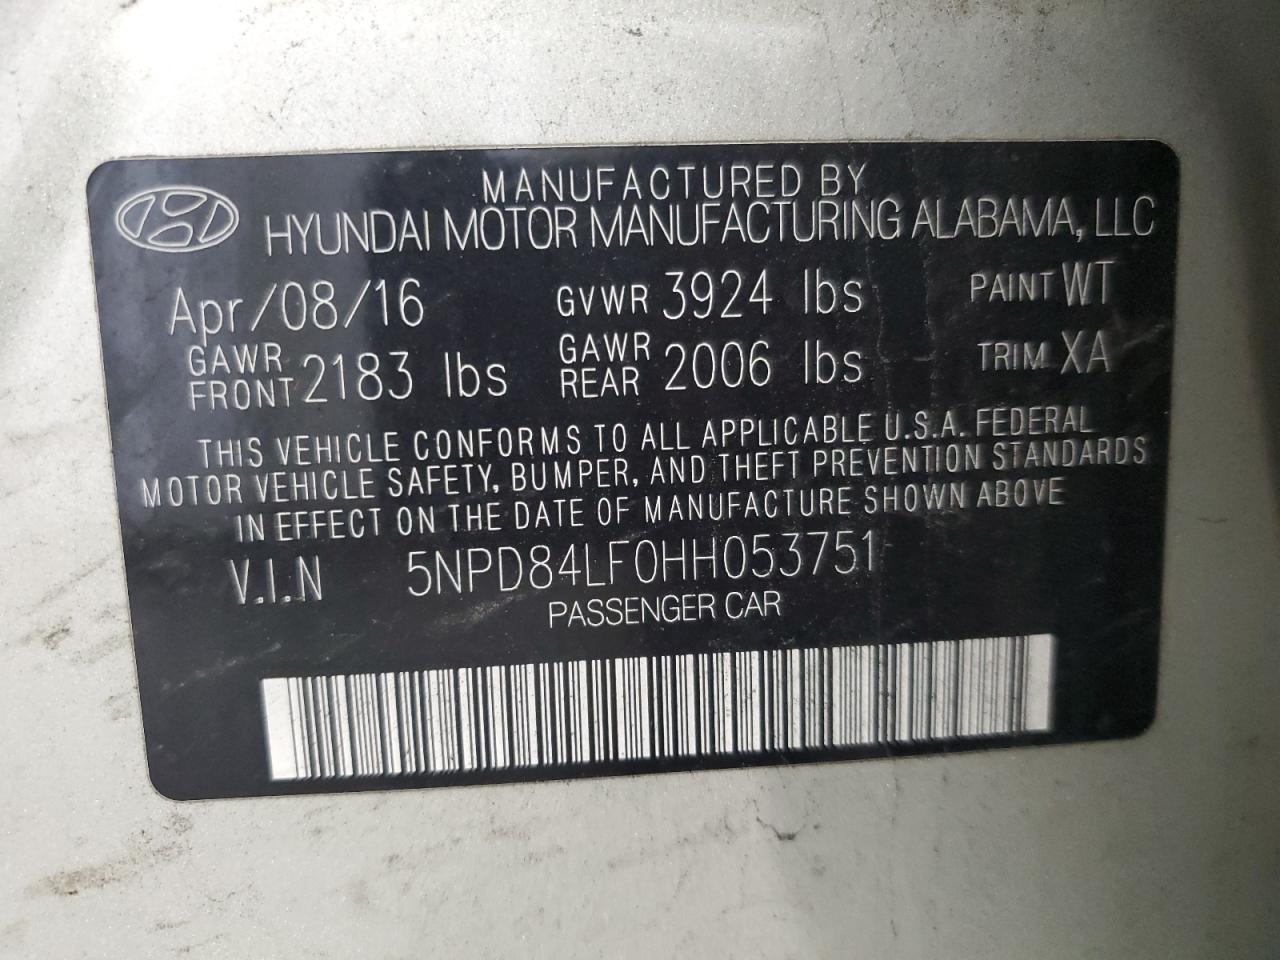 MANUFACTURED BY
HYUNDAI MOTOR MANUFACTURING ALABAMA, LLC
Apr/08/16 GVWR 3924 lbs PAINT WT
GAWR FRONT 2183 lbs GAWR REAR 2006 lbs TRIM XA
THIS VEHICLE CONFORMS TO ALL APPLICABLE U.S.A. FEDERAL
MOTOR VEHICLE SAFETY, BUMPER, AND THEFT PREVENTION STANDARDS
IN EFFECT ON THE DATE OF MANUFACTURE SHOWN ABOVE
V.I.N 5NPD84LF0HH053751
PASSENGER CAR